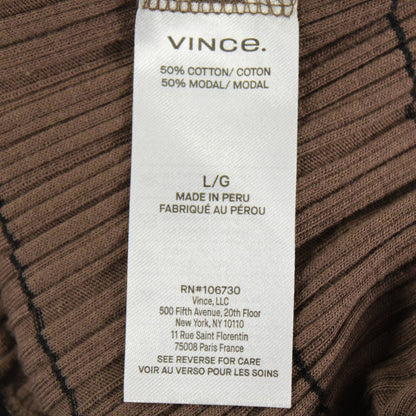 VINCE.
50% COTTON/ COTON
50% MODAL/ MODAL
L/G
MADE IN PERU
FABRIQUÉ AU PÉROU
RN#106730
Vince, LLC
500 Fifth Avenue, 20th Floor
New York, NY 10110
11 Rue Saint Florentin
75008 Paris France
SEE REVERSE FOR CARE
VOIR AU VERSO POUR LES SOINS